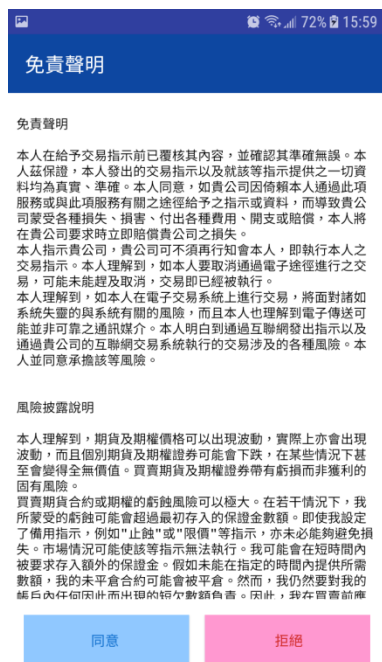 72% 15:59
免責聲明
免責聲明
本人在給予交易指示前已覆核其內容，並確認其準確無誤。本
人茲保證，本人發出的交易指示以及就該等指示提供之一切資
料均為真實、準確。本人同意，如貴公司因倚賴本人通過此項
服務或與此項服務有關之途徑給予之指示或資料，而導致貴公
司蒙受各種損失、損害、付出各種費用、開支或賠償，本人將
在貴公司要求時立即賠償貴公司之損失。
本人指示貴公司，貴公司可不須再行知會本人，即執行本人之
交易指示。本人理解到，如本人要取消通過電子途徑進行之交
易，可能未能趕及取消，交易即已經被執行。
本人理解到，如本人在電子交易系統上進行交易，將面對諸如
系統失靈的與系統有關的風險，而且本人也理解到電子傳送可
能並非可靠之通訊媒介。本人明白到通過互聯網發出指示以及
通過貴公司的互聯網交易系統執行的交易涉及的各種風險。本
人並同意承擔該等風險。
風險披露說明
本人理解到，期貨及期權價格可以出現波動，實際上亦會出現
波動，而且個別期貨及期權證券可能會下跌，在某些情況下甚
至會變得全無價值。買賣期貨及期權證券帶有虧損而非獲利的
固有風險。
買賣期貨合約或期權的虧蝕風險可以極大。在若干情況下，我
所蒙受的虧蝕可能會超過最初存入的保證金數額。即使我設定
了備用指示，例如"止蝕"或"限價"等指示，亦未必能夠避免損
失。市場情況可能使該等指示無法執行。我可能會在短時間內
被要求存入額外的保證金。假如未能在指定的時間內提供所需
數額，我的未平倉合約可能會被平倉。然而，我仍然要對我的
帳戶內任何因此而出現的短欠數額負責。因此，我在買賣前應
同意
拒絕